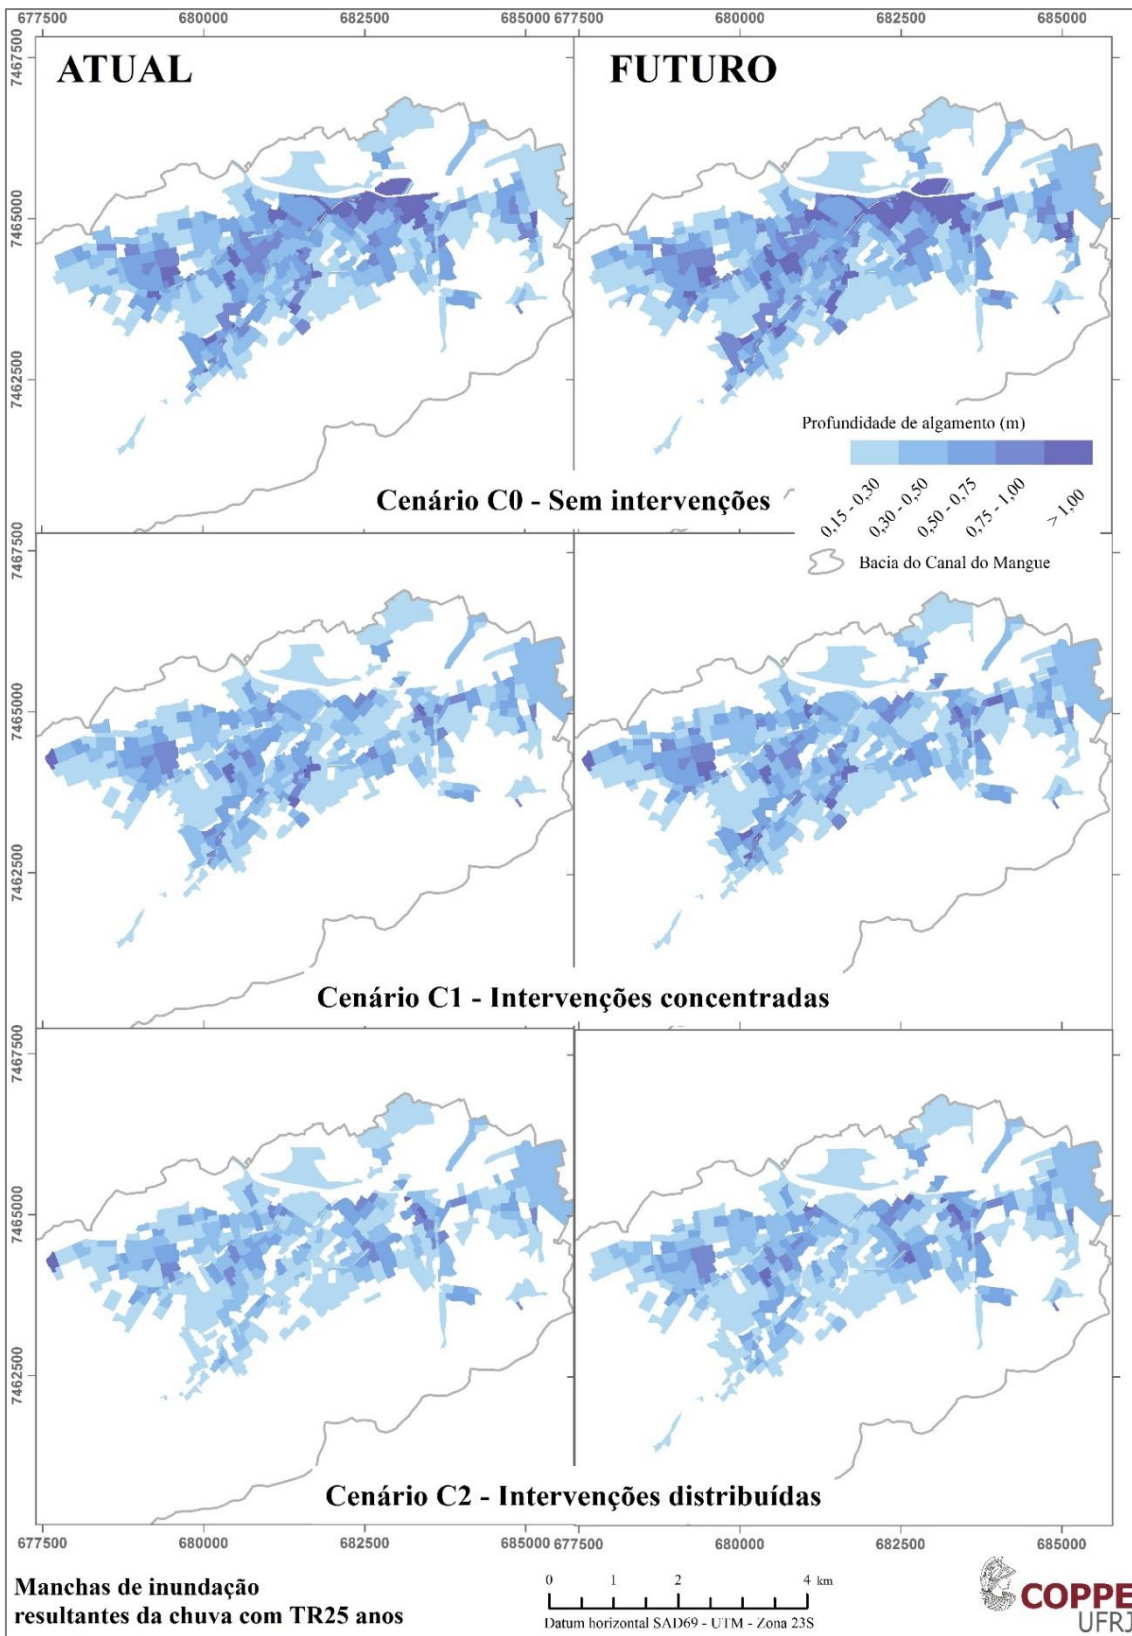 677500 680000 682500 685000 677500 680000 682500 685000
7467500
ATUAL FUTURO
7465000
7462500
Profundidade de algamento (m)
0,15 - 0,30
0,30 - 0,50
0,50 - 0,75
0,75 - 1,00
> 1,00
Cenário C0 - Sem intervenções
Bacia do Canal do Mangue
7467500
7465000
7462500
Cenário C1 - Intervenções concentradas
7467500
7465000
7462500
Cenário C2 - Intervenções distribuídas
677500 680000 682500 685000 677500 680000 682500 685000
Manchas de inundação
resultantes da chuva com TR25 anos
0 1 2 4 km
Datum horizontal SAD69 - UTM - Zona 23S
COPPE
UFRJ